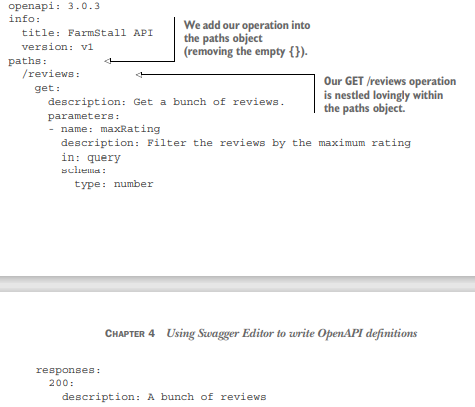 openapi: 3.0.3
info:
title: FarmStall API
version: v1
paths:
/reviews:
get:
description: Get a bunch of reviews.
parameters:
- name: maxRating
description: Filter the reviews by the maximum rating
in: query
schema:
type: number
We add our operation into
the paths object
(removing the empty {}).
Our GET /reviews operation
is nestled lovingly within
the paths object.
CHAPTER 4 Using Swagger Editor to write OpenAPI definitions
responses:
200:
description: A bunch of reviews